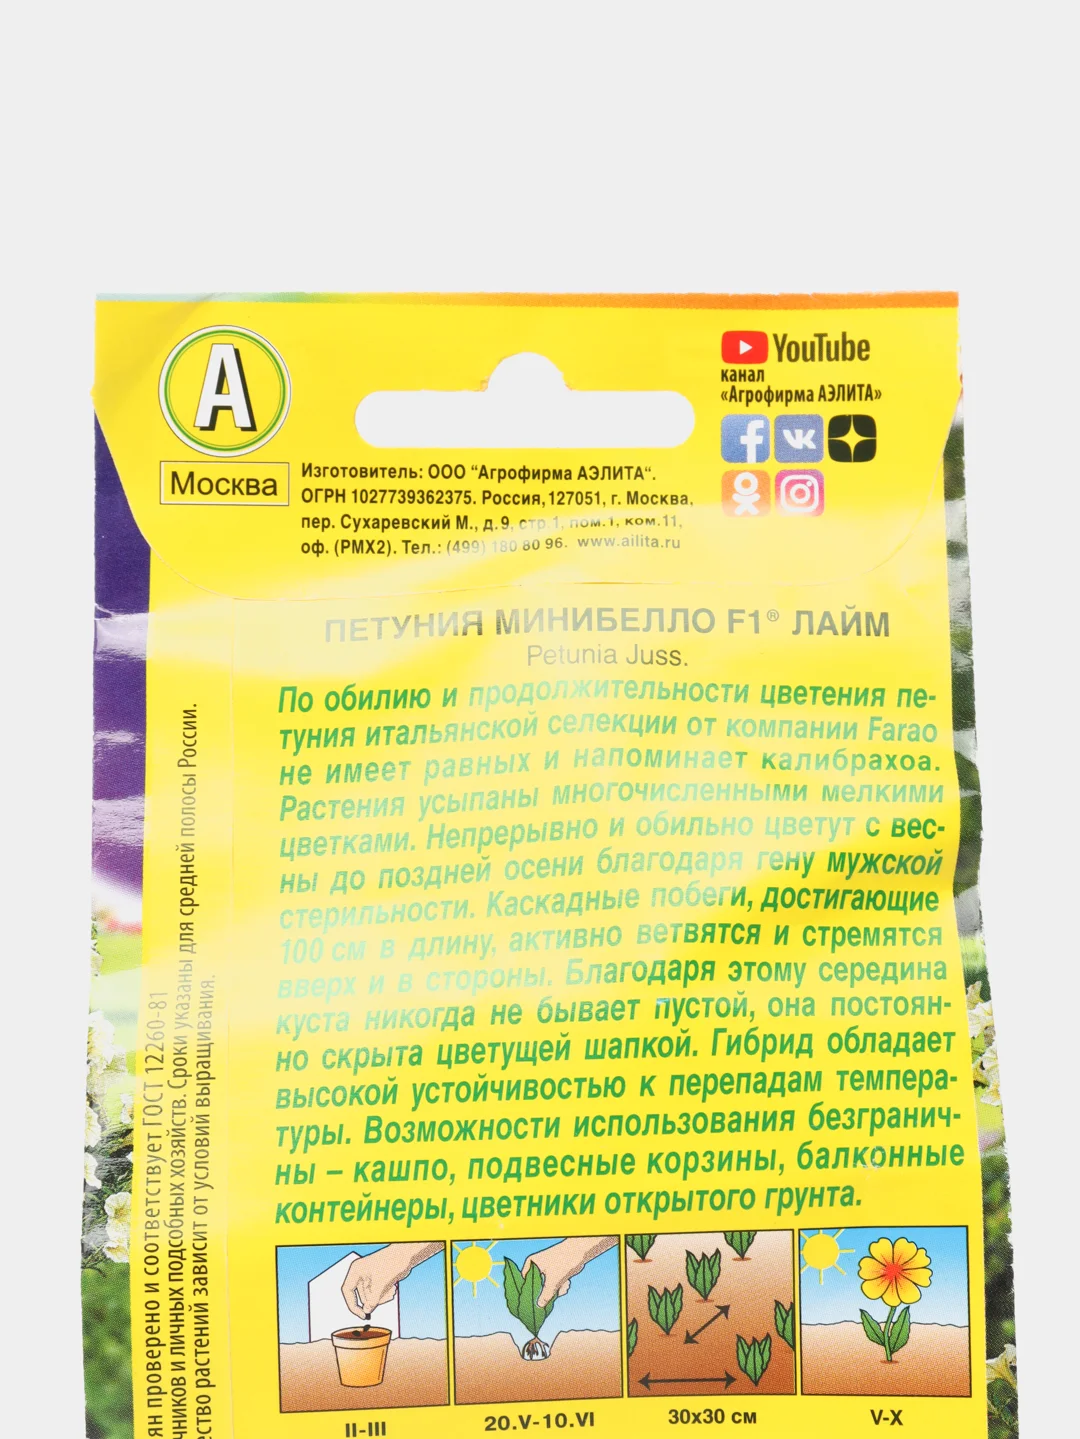 А
Москва
YouTube
канал
«Агрофирма АЭЛИТА»
Изготовитель: ООО “Агрофирма АЭЛИТА“.
ОГРН 1027739362375. Россия, 127051, г. Москва,
пер. Сухаревский М., д.9, стр.1, пом.1, ком.11,
оф. (РМХ2). Тел.: (499) 180 80 96. www.ailita.ru
ПЕТУНИЯ МИНИБЕЛЛО F1® ЛАЙМ
Petunia Juss.
По обилию и продолжительности цветения пе-
туния итальянской селекции от компании Farao
не имеет равных и напоминает калибрахоа.
Растения усыпаны многочисленными мелкими
цветками. Непрерывно и обильно цветут с вес-
ны до поздней осени благодаря гену мужской
стерильности. Каскадные побеги, достигающие
100 см в длину, активно ветвятся и стремятся
вверх и в стороны. Благодаря этому середина
куста никогда не бывает пустой, она постоян-
но скрыта цветущей шапкой. Гибрид обладает
высокой устойчивостью к перепадам темпера-
туры. Возможности использования безгранич-
ны – кашпо, подвесные корзины, балконные
контейнеры, цветники открытого грунта.
II-III
20.V-10.VI
30x30 см
V-X
проверено и соответствует ГОСТ 12260-81
и личных подсобных хозяйств. Сроки указаны для средней полосы России.
растений зависит от условий выращивания.